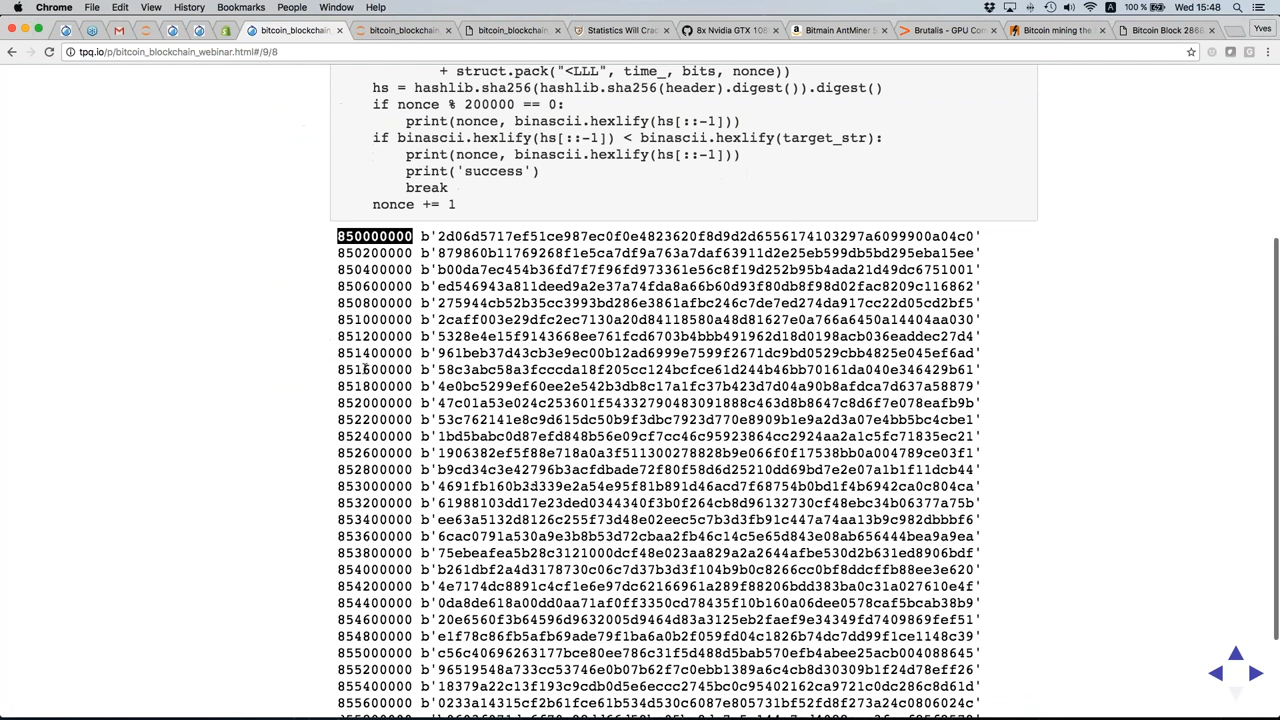 Chrome File Edit View History Bookmarks People Window Help 100 % Wed 15:48
bitcoin_blockchain_webinar bitcoin_blockchain bitcoin_blockchain_webinar Statistics Will Crac 8x Nvidia GTX 108 Bitmain AntMiner S Brutalis - GPU Com Bitcoin mining the Bitcoin Block 2868 Yves
tpq.io/p/bitcoin_blockchain_webinar.html#/9/8
+ struct.pack("<LLL", time_, bits, nonce))
hs = hashlib.sha256(hashlib.sha256(header).digest()).digest()
if nonce % 200000 == 0:
print(nonce, binascii.hexlify(hs[::-1]))
if binascii.hexlify(hs[::-1]) < binascii.hexlify(target_str):
print(nonce, binascii.hexlify(hs[::-1]))
print('success')
break
nonce += 1
850000000 b'2d06d5717ef51ce987ec0f0e4823620f8d9d2d6556174103297a6099900a04c0'
850200000 b'879860b11769268f1e5ca7df9a763a7daf63911d2e25eb599db5bd295eba15ee'
850400000 b'b00da7ec454b36fd7f7f96fd973361e56c8f19d252b95b4ada21d49dc6751001'
850600000 b'ed546943a811deed9a2e37a74fda8a66b60d93f80db8f98d02fac8209c116862'
850800000 b'275944cb52b35cc3993bd286e3861afbc246c7de7ed274da917cc22d05cd2bf5'
851000000 b'2caff003e29dfc2ec7130a20d84118580a48d81627e0a766a6450a14404aa030'
851200000 b'5328e4e15f9143668ee761fcd6703b4bbb491962d18d0198acb036eaddec27d4'
851400000 b'961beb37d43cb3e9ec00b12ad6999e7599f2671dc9bd0529cbb4825e045ef6ad'
851600000 b'58c3abc58a3fcccda18f205cc124bcfce61d244b46bb70161da040e346429b61'
851800000 b'4e0bc5299ef60ee2e542b3db8c17a1fc37b423d7d04a90b8afdca7d637a58879'
852000000 b'47c01a53e024c253601f54332790483091888c463d8b8647c8d6f7e078eafb9b'
852200000 b'53c762141e8c9d615dc50b9f3dbc7923d770e8909b1e9a2d3a07e4bb5bc4cbe1'
852400000 b'1bd5babc0d87efd848b56e09cf7cc46c95923864cc2924aa2a1c5fc71835ec21'
852600000 b'1906382ef5f88e718a0a3f511300278828b9e066f0f17538bb0a004789ce03f1'
852800000 b'b9cd34c3e42796b3acfdbade72f80f58d6d25210dd69bd7e2e07a1b1f11dcb44'
853000000 b'4691fb160b3d339e2a54e95f81b891d46acd7f68754b0bd1f4b6942ca0c804ca'
853200000 b'61988103dd17e23ded0344340f3b0f264cb8d96132730cf48ebc34b06377a75b'
853400000 b'ee63a5132d8126c255f73d48e02eec5c7b3d3fb91c447a74aa13b9c982dbbbf6'
853600000 b'6cac0791a530a9e3b8b53d72cbaa2fb46c14c5e65d843e08ab656444bea9a9ea'
853800000 b'75ebeafea5b28c3121000dcf48e023aa829a2a2644afbe530d2b631ed8906bdf'
854000000 b'b261dbf2a4d3178730c06c7d37b3d3f104b9b0c8266cc0bf8ddcffb88ee3e620'
854200000 b'4e7174dc8891c4cf1e6e97dc62166961a289f88206bdd383ba0c31a027610e4f'
854400000 b'0da8de618a00dd0aa71af0ff3350cd78435f10b160a06dee0578caf5bcab38b9'
854600000 b'20e6560f3b64596d9632005d9464d83a3125eb2faef9e34349fd7409869fef51'
854800000 b'e1f78c86fb5afb69ade79f1ba6a0b2f059fd04c1826b74dc7dd99f1ce1148c39'
855000000 b'c56c40696263177bce80ee786c31f5d488d5bab570efb4abee25acb004088645'
855200000 b'96519548a733cc53746e0b07b62f7c0ebb1389a6c4cb8d30309b1f24d78eff26'
855400000 b'18379a22c13f193c9cdb0d5e6eccc2745bc0c95402162ca9721c0dc286c8d61d'
855600000 b'0233a14315cf2b61fce61b534d530c6087e805731bf52fd8f273a24c0806024c'